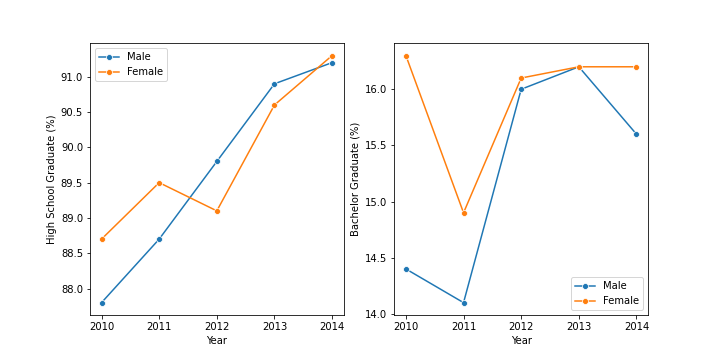 Male
Female
High School Graduate (%)
91.0
90.5
90.0
89.5
89.0
88.5
88.0
2010 2011 2012 2013 2014
Year
Bachelor Graduate (%)
16.0
15.5
15.0
14.5
14.0
Male
Female
2010 2011 2012 2013 2014
Year